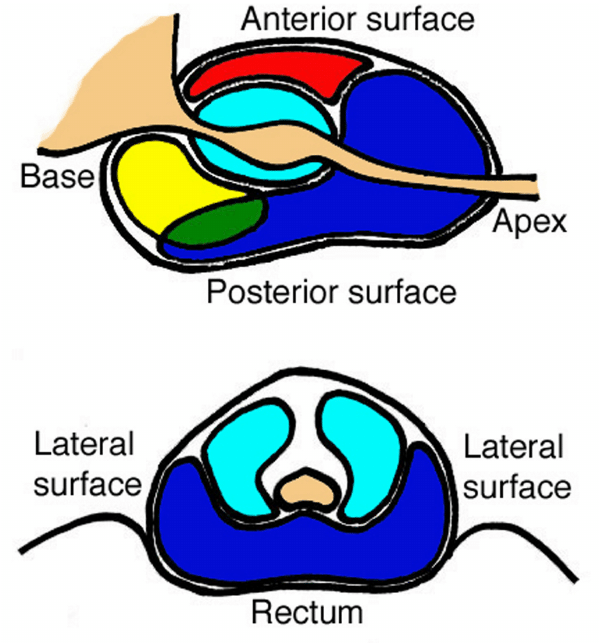 Anterior surface
Base
Apex
Posterior surface
Lateral
surface
Lateral
surface
Rectum